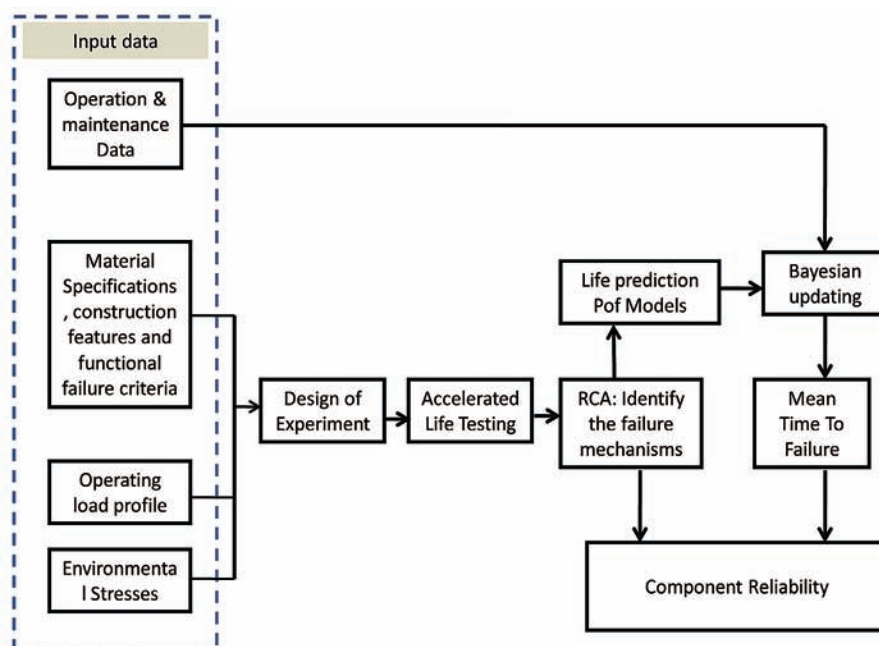 Input data
Operation &
maintenance
Data
Material
Specifications
, construction
features and
functional
failure criteria
Operating
load profile
Environmenta
l Stresses
Design of
Experiment
Accelerated
Life Testing
RCA: Identify
the failure
mechanisms
Life prediction
Pof Models
Bayesian
updating
Mean
Time To
Failure
Component Reliability